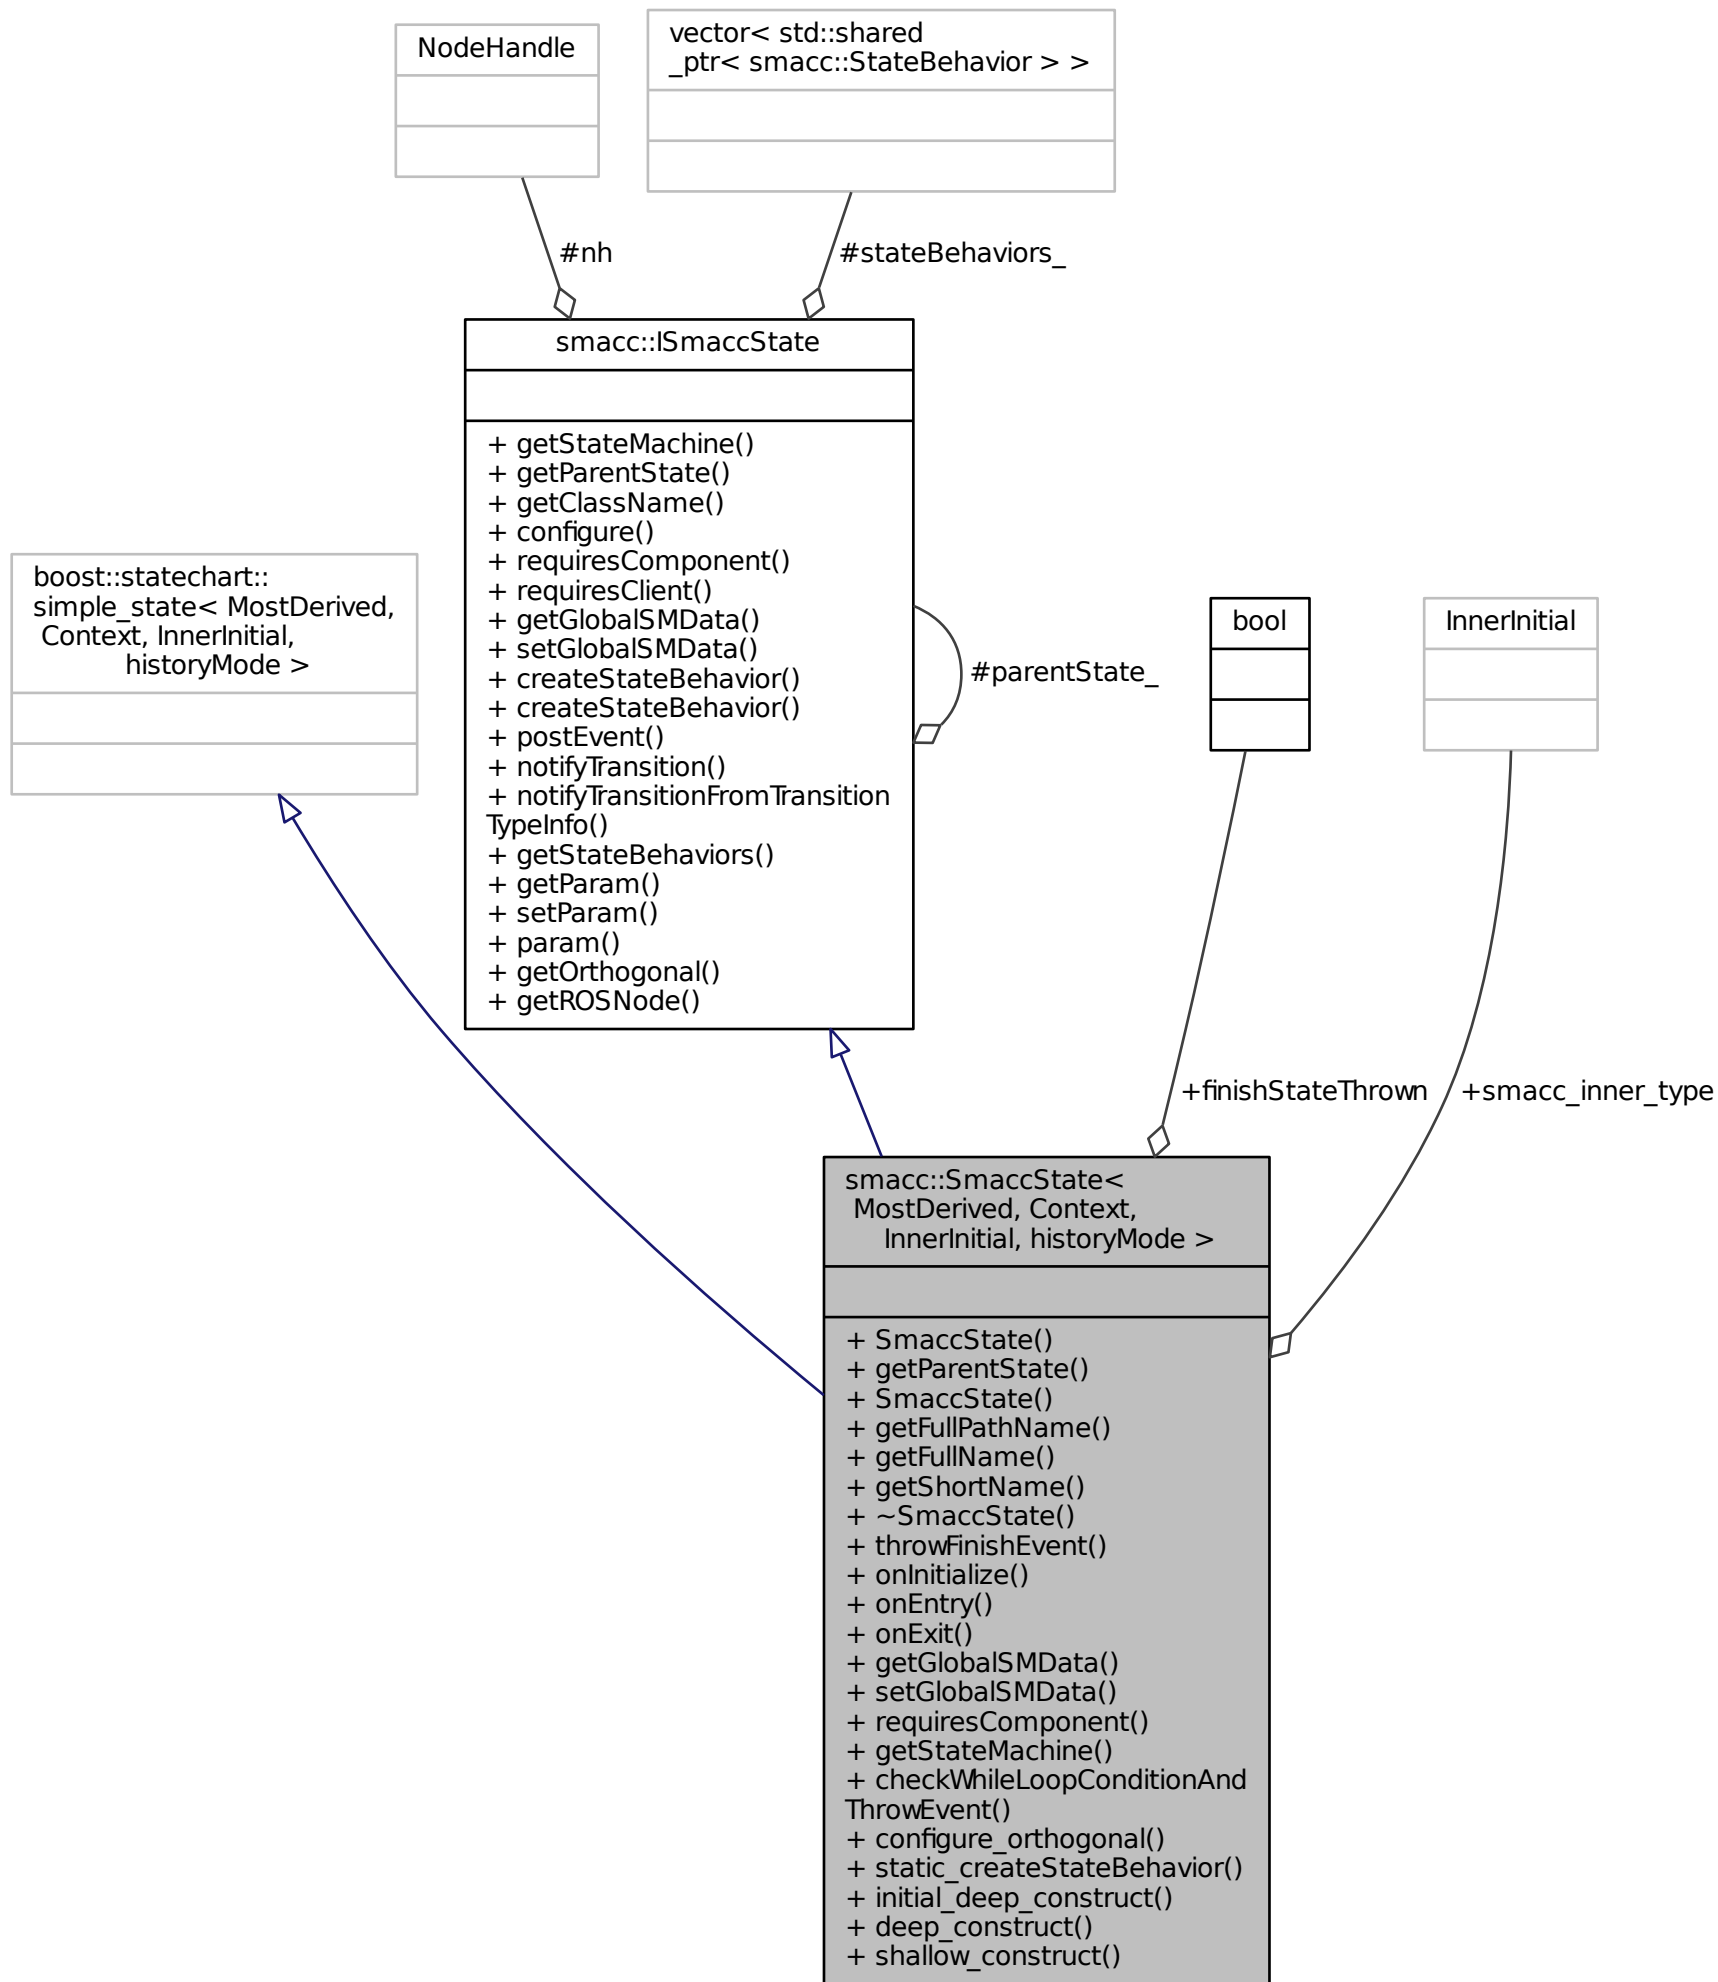 NodeHandle
vector< std::shared
_ptr< smacc::StateBehavior > >
#nh
#stateBehaviors_
smacc::ISmaccState
+ getStateMachine()
+ getParentState()
+ getClassName()
+ configure()
+ requiresComponent()
+ requiresClient()
+ getGlobalSMData()
+ setGlobalSMData()
+ createStateBehavior()
+ createStateBehavior()
+ postEvent()
+ notifyTransition()
+ notifyTransitionFromTransition
TypeInfo()
+ getStateBehaviors()
+ getParam()
+ setParam()
+ param()
+ getOrthogonal()
+ getROSNode()
#parentState_
boost::statechart::
simple_state< MostDerived,
Context, InnerInitial,
historyMode >
bool
InnerInitial
+finishStateThrown
+smacc_inner_type
smacc::SmaccState<
MostDerived, Context,
InnerInitial, historyMode >
+ SmaccState()
+ getParentState()
+ SmaccState()
+ getFullPathName()
+ getFullName()
+ getShortName()
+ ~SmaccState()
+ throwFinishEvent()
+ onInitialize()
+ onEntry()
+ onExit()
+ getGlobalSMData()
+ setGlobalSMData()
+ requiresComponent()
+ getStateMachine()
+ checkWhileLoopConditionAnd
ThrowEvent()
+ configure_orthogonal()
+ static_createStateBehavior()
+ initial_deep_construct()
+ deep_construct()
+ shallow_construct()